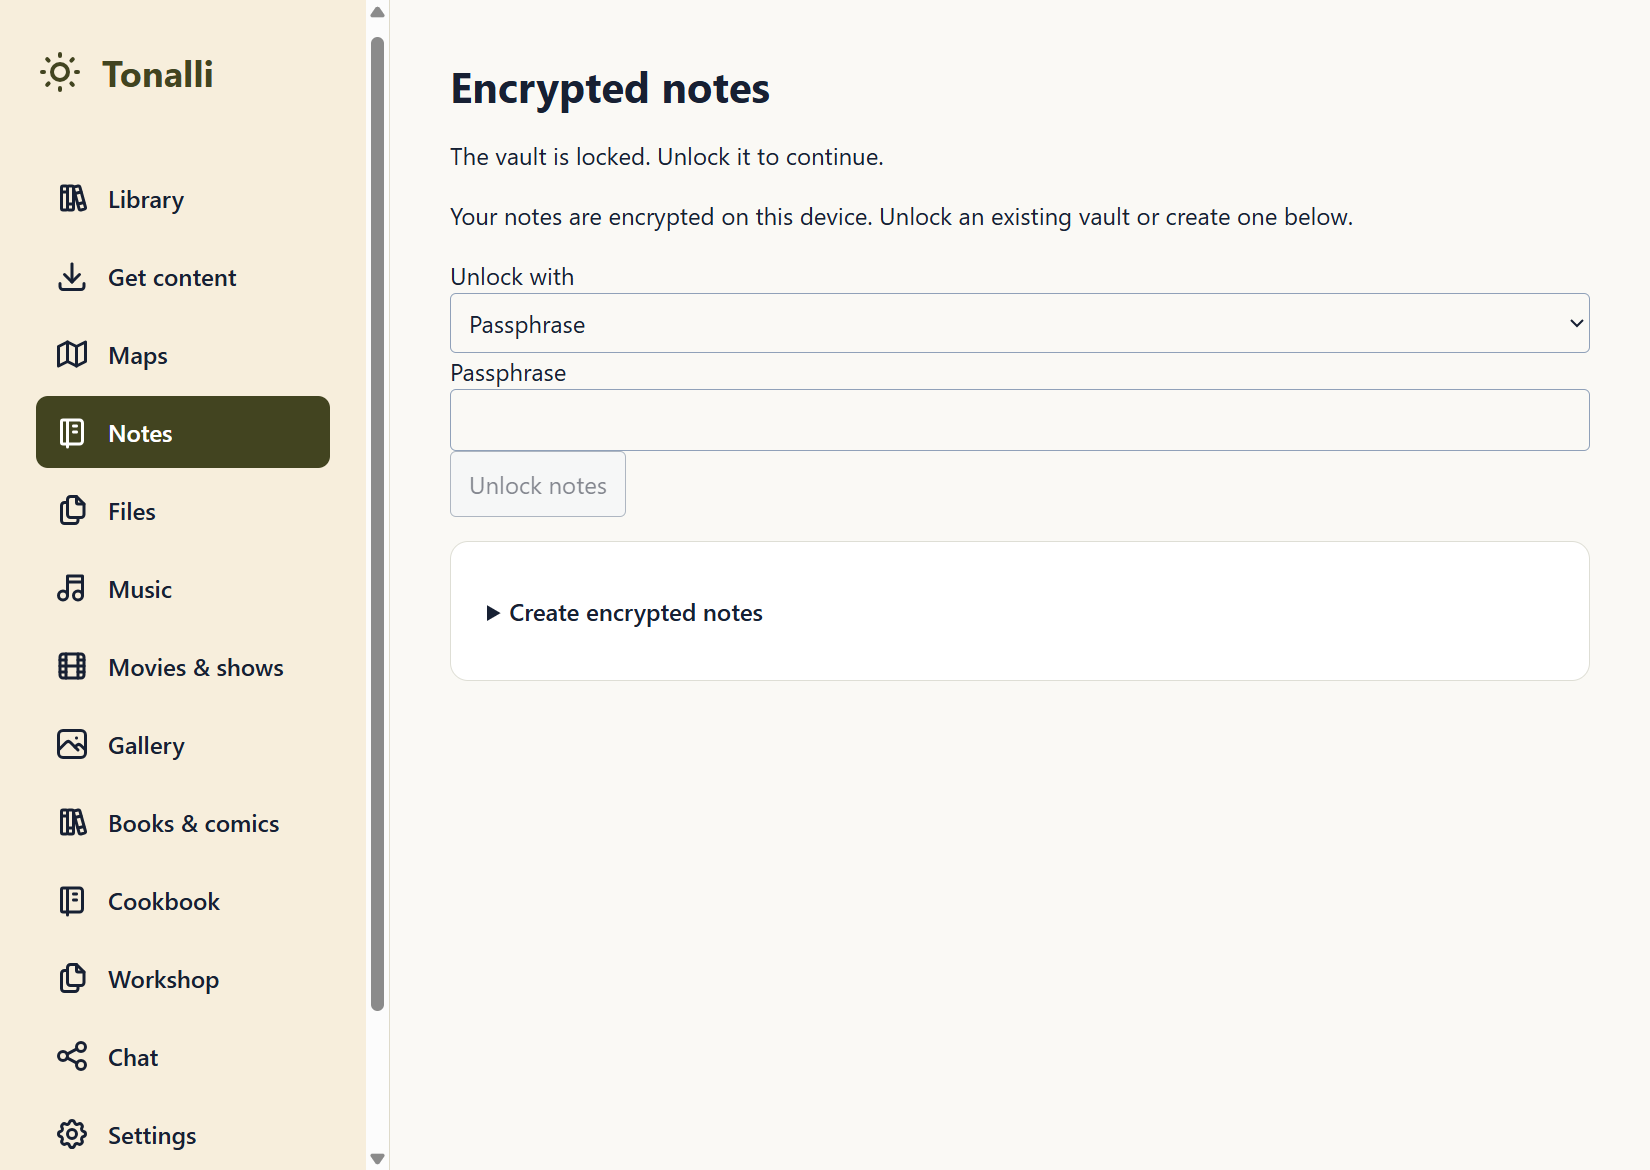 Tonalli
Library
Get content
Maps
Notes
Files
Music
Movies & shows
Gallery
Books & comics
Cookbook
Workshop
Chat
Settings
Encrypted notes
The vault is locked. Unlock it to continue.
Your notes are encrypted on this device. Unlock an existing vault or create one below.
Unlock with
Passphrase
Passphrase
Unlock notes
Create encrypted notes